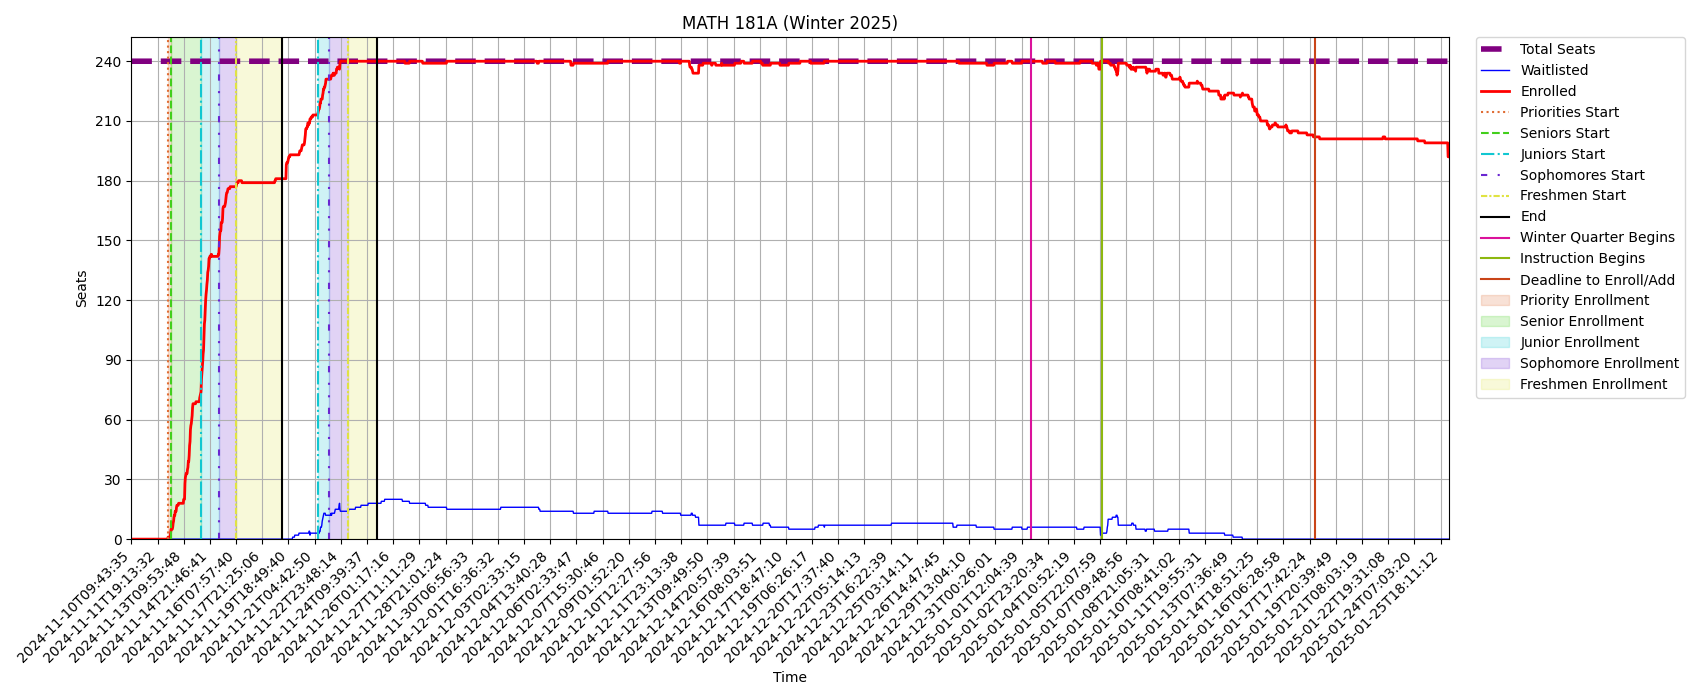 MATH 181A (Winter 2025)
Seats
240
210
180
150
120
90
60
30
0
2024-11-10T09:43:35
2024-11-11T19:13:32
2024-11-13T09:53:48
2024-11-14T21:46:41
2024-11-16T07:57:40
2024-11-17T21:25:06
2024-11-19T18:49:40
2024-11-21T04:42:50
2024-11-22T23:48:14
2024-11-24T09:39:37
2024-11-26T01:17:16
2024-11-27T11:11:29
2024-11-28T21:01:24
2024-11-30T06:56:33
2024-12-01T16:36:32
2024-12-03T02:33:15
2024-12-04T13:40:28
2024-12-06T02:33:47
2024-12-07T15:30:46
2024-12-09T01:52:20
2024-12-10T12:27:56
2024-12-11T23:13:38
2024-12-13T09:49:50
2024-12-14T20:57:39
2024-12-16T08:03:51
2024-12-17T18:47:10
2024-12-19T06:26:17
2024-12-20T17:37:40
2024-12-22T05:14:13
2024-12-23T16:22:39
2024-12-25T03:14:11
2024-12-26T14:47:45
2024-12-29T13:04:10
2024-12-31T00:26:01
2025-01-01T12:04:39
2025-01-02T23:20:34
2025-01-04T10:52:19
2025-01-05T22:07:59
2025-01-07T09:48:56
2025-01-08T21:05:31
2025-01-10T08:41:02
2025-01-11T19:55:31
2025-01-13T07:36:49
2025-01-14T18:51:25
2025-01-16T06:28:58
2025-01-17T17:42:24
2025-01-19T20:39:49
2025-01-21T08:03:19
2025-01-22T19:31:08
2025-01-24T07:03:20
2025-01-25T18:11:12
Time
Total Seats
Waitlisted
Enrolled
Priorities Start
Seniors Start
Juniors Start
Sophomores Start
Freshmen Start
End
Winter Quarter Begins
Instruction Begins
Deadline to Enroll/Add
Priority Enrollment
Senior Enrollment
Junior Enrollment
Sophomore Enrollment
Freshmen Enrollment